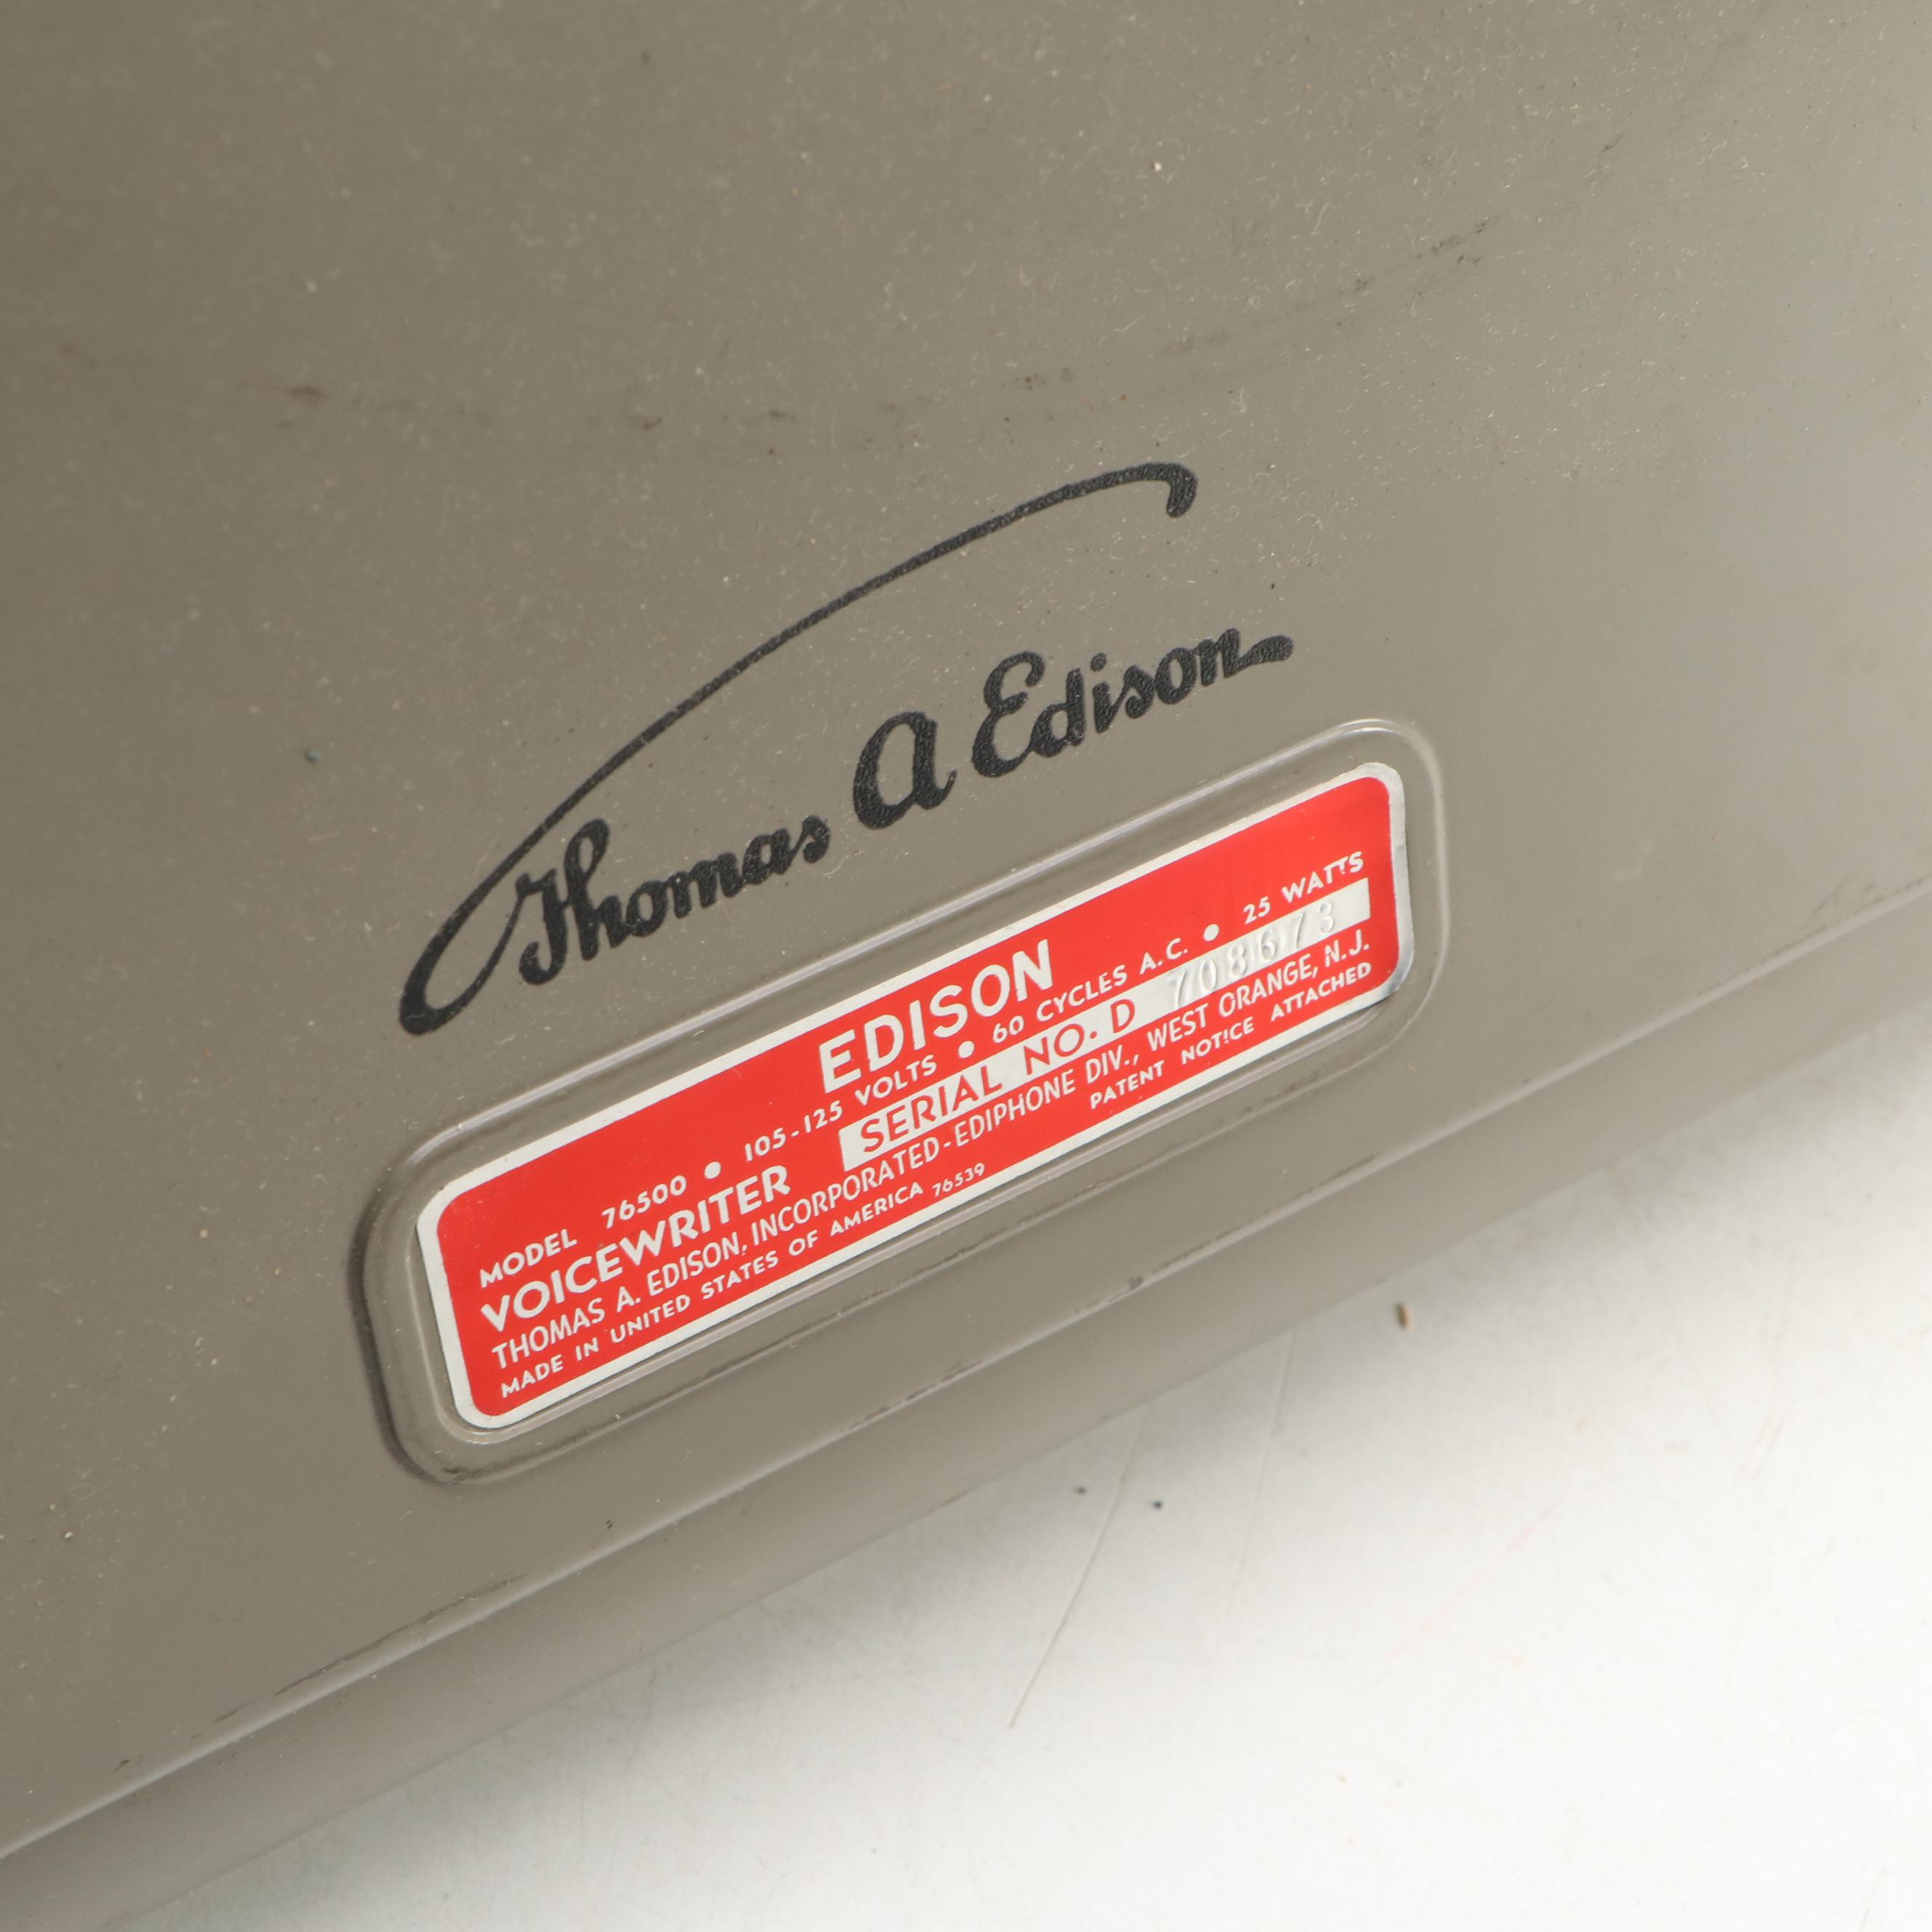 Thomas A Edison
EDISON
MODEL 76500 • 105-125 VOLTS • 60 CYCLES A.C. • 25 WATTS
VOICEWRITER SERIAL NO. D 708673
THOMAS A. EDISON, INCORPORATED-EDIPHONE DIV., WEST ORANGE, N.J.
MADE IN UNITED STATES OF AMERICA 76539 PATENT NOTICE ATTACHED